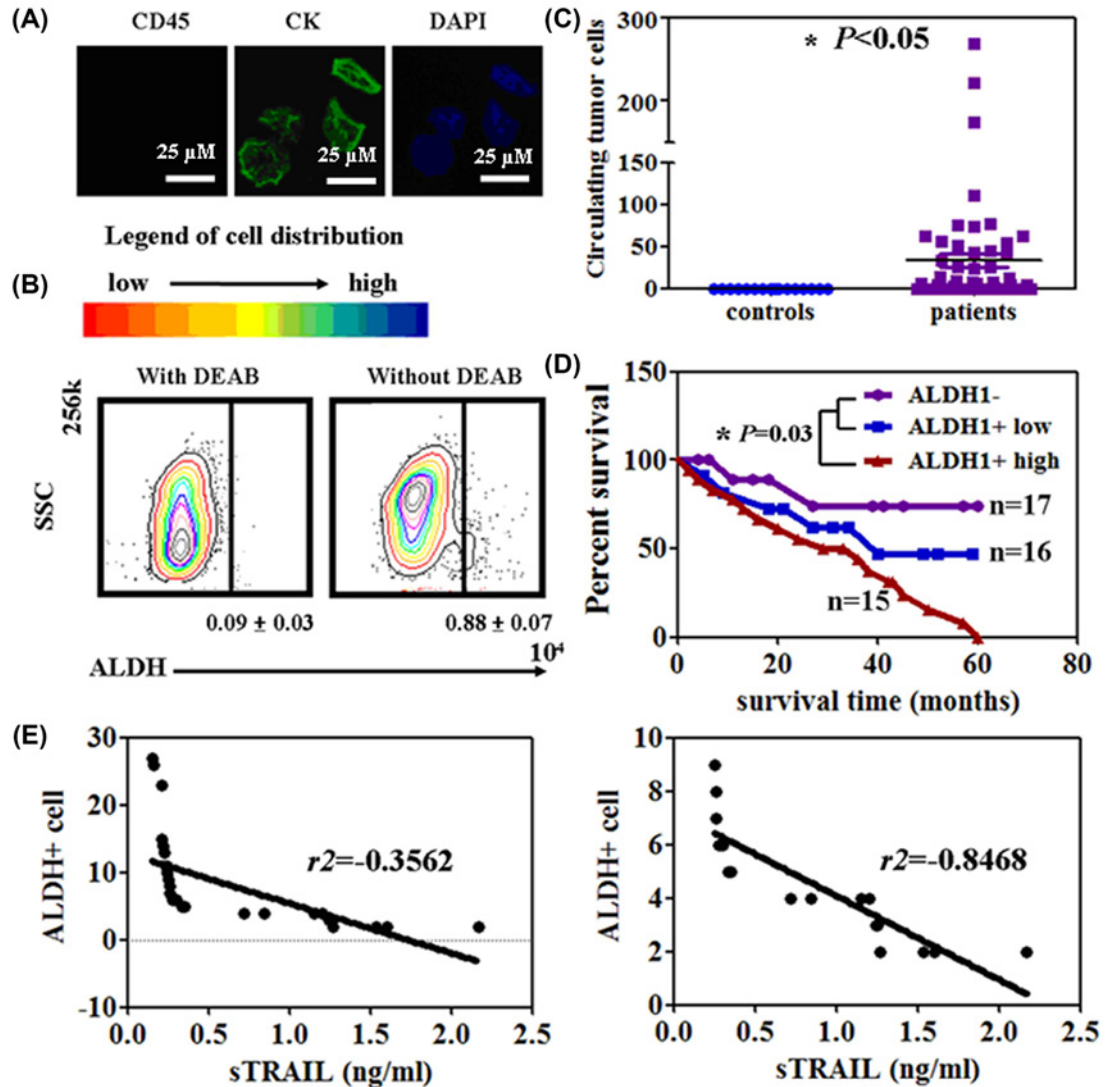 (A)
CD45 CK DAPI
25 µM 25 µM 25 µM
Legend of cell distribution
(B)
low high
With DEAB Without DEAB
256k
SSC
0.09 ± 0.03 0.88 ± 0.07
10⁴
ALDH
(C)
Circulating tumor cells
300
200
150
100
50
0
* P<0.05
controls patients
(D)
Percent survival
150
100
50
0
ALDH1-
ALDH1+ low
ALDH1+ high
* P=0.03
n=17
n=16
n=15
0 20 40 60 80
survival time (months)
(E)
ALDH+ cell
30
20
10
0
-10
r2=-0.3562
0.0 0.5 1.0 1.5 2.0 2.5
sTRAIL (ng/ml)
ALDH+ cell
10
8
6
4
2
0
r2=-0.8468
0.0 0.5 1.0 1.5 2.0 2.5
sTRAIL (ng/ml)